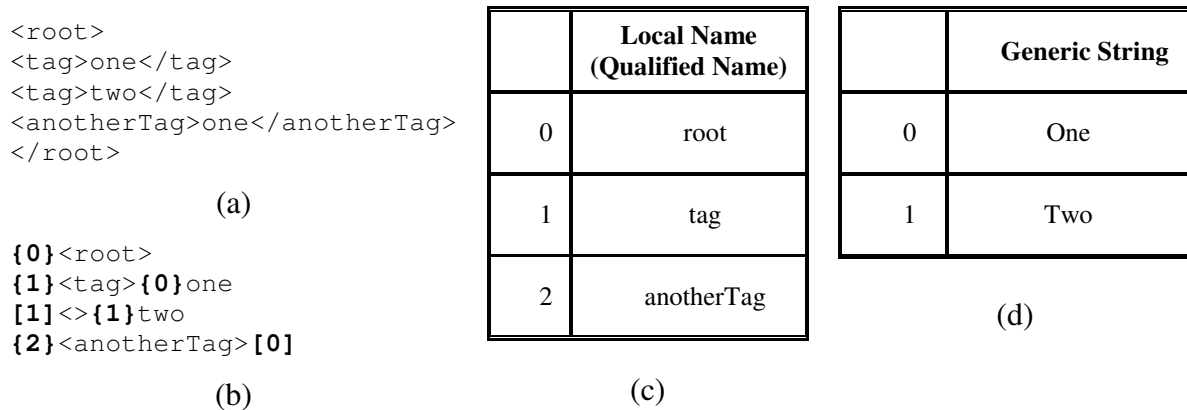 <root>
<tag>one</tag>
<tag>two</tag>
<anotherTag>one</anotherTag>
</root>
(a)
{0}<root>
{1}<tag>{0}one
[1]<>{1}two
{2}<anotherTag>[0]
(b)
Local Name
(Qualified Name)
0 root
1 tag
2 anotherTag
(c)
Generic String
0 One
1 Two
(d)